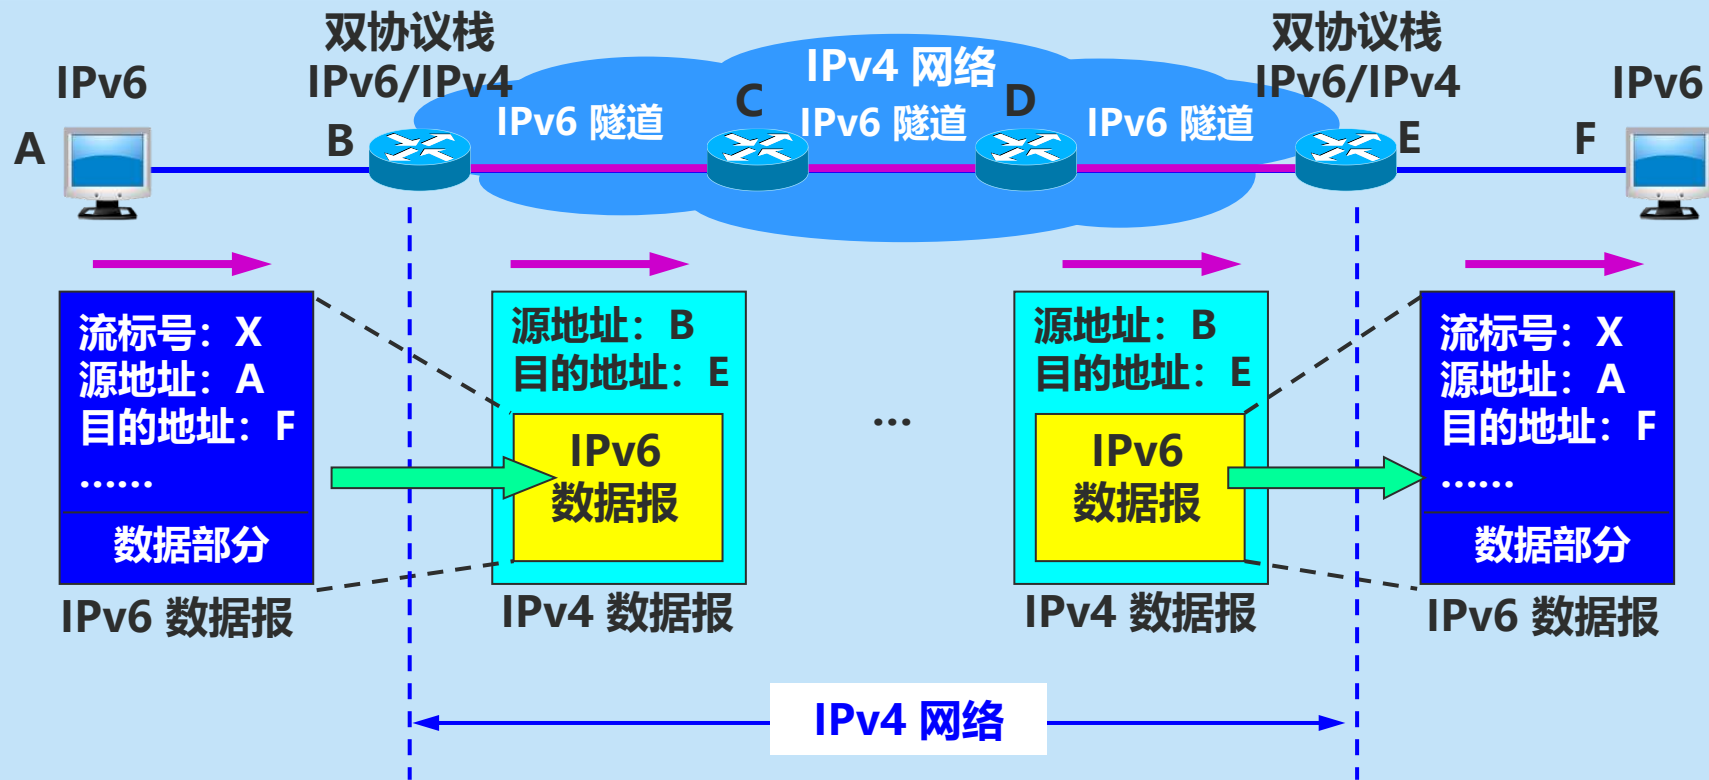 双协议栈
IPv6/IPv4
IPv4 网络
双协议栈
IPv6/IPv4
IPv6
IPv6
IPv6 隧道
C
IPv6 隧道
D
IPv6 隧道
A
B
E
F
流标号：X
源地址：A
目的地址：F
……
数据部分
IPv6 数据报
源地址：B
目的地址：E
IPv6
数据报
IPv4 数据报
...
源地址：B
目的地址：E
IPv6
数据报
IPv4 数据报
流标号：X
源地址：A
目的地址：F
……
数据部分
IPv6 数据报
IPv4 网络